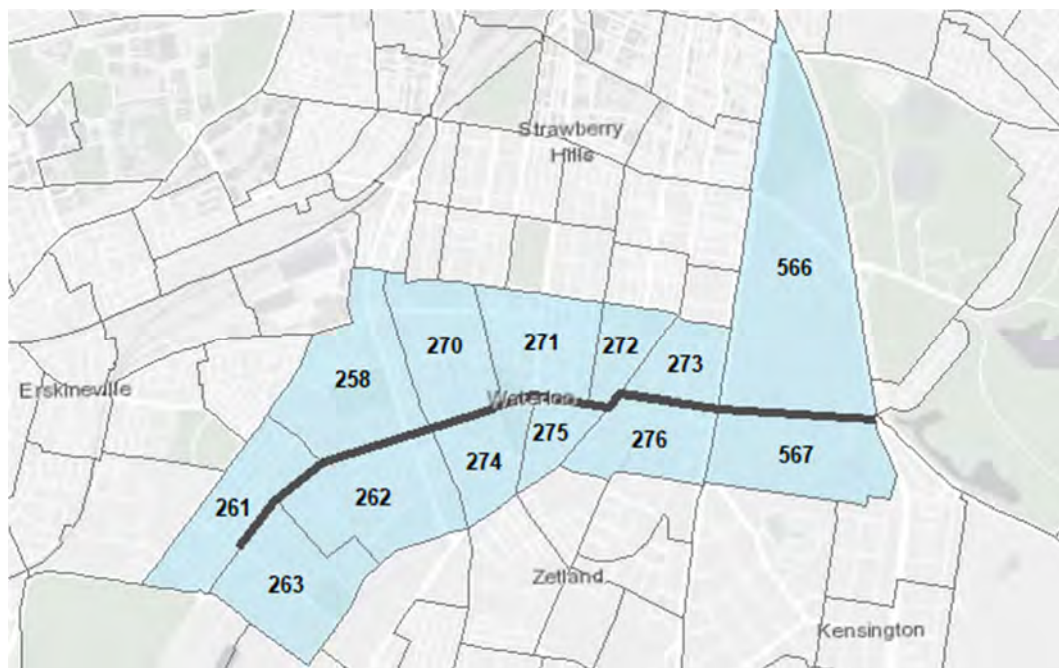 Strawberry
Hills
566
270
271
272
273
258
Erskineville
Waterloo
275
276
274
567
261
262
263
Zetland
Kensington